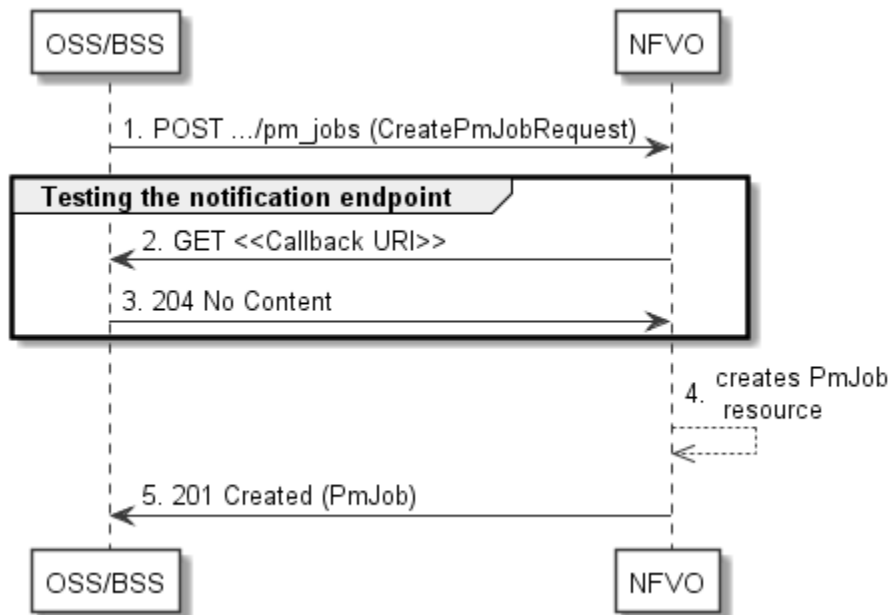 OSS/BSS NFVO
1. POST .../pm_jobs (CreatePmJobRequest)
Testing the notification endpoint
2. GET <<Callback URI>>
3. 204 No Content
4. creates PmJob
resource
5. 201 Created (PmJob)
OSS/BSS NFVO